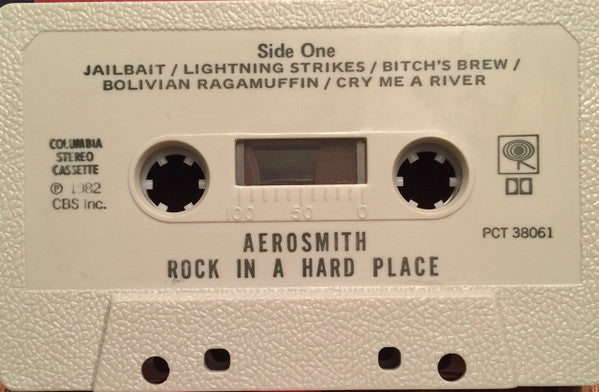 Side One
JAILBAIT / LIGHTNING STRIKES / BITCH'S BREW /
BOLIVIAN RAGAMUFFIN / CRY ME A RIVER
COLUMBIA
STEREO
CASSETTE
℗ 1982
CBS Inc.
100 50 0
PCT 38061
AEROSMITH
ROCK IN A HARD PLACE